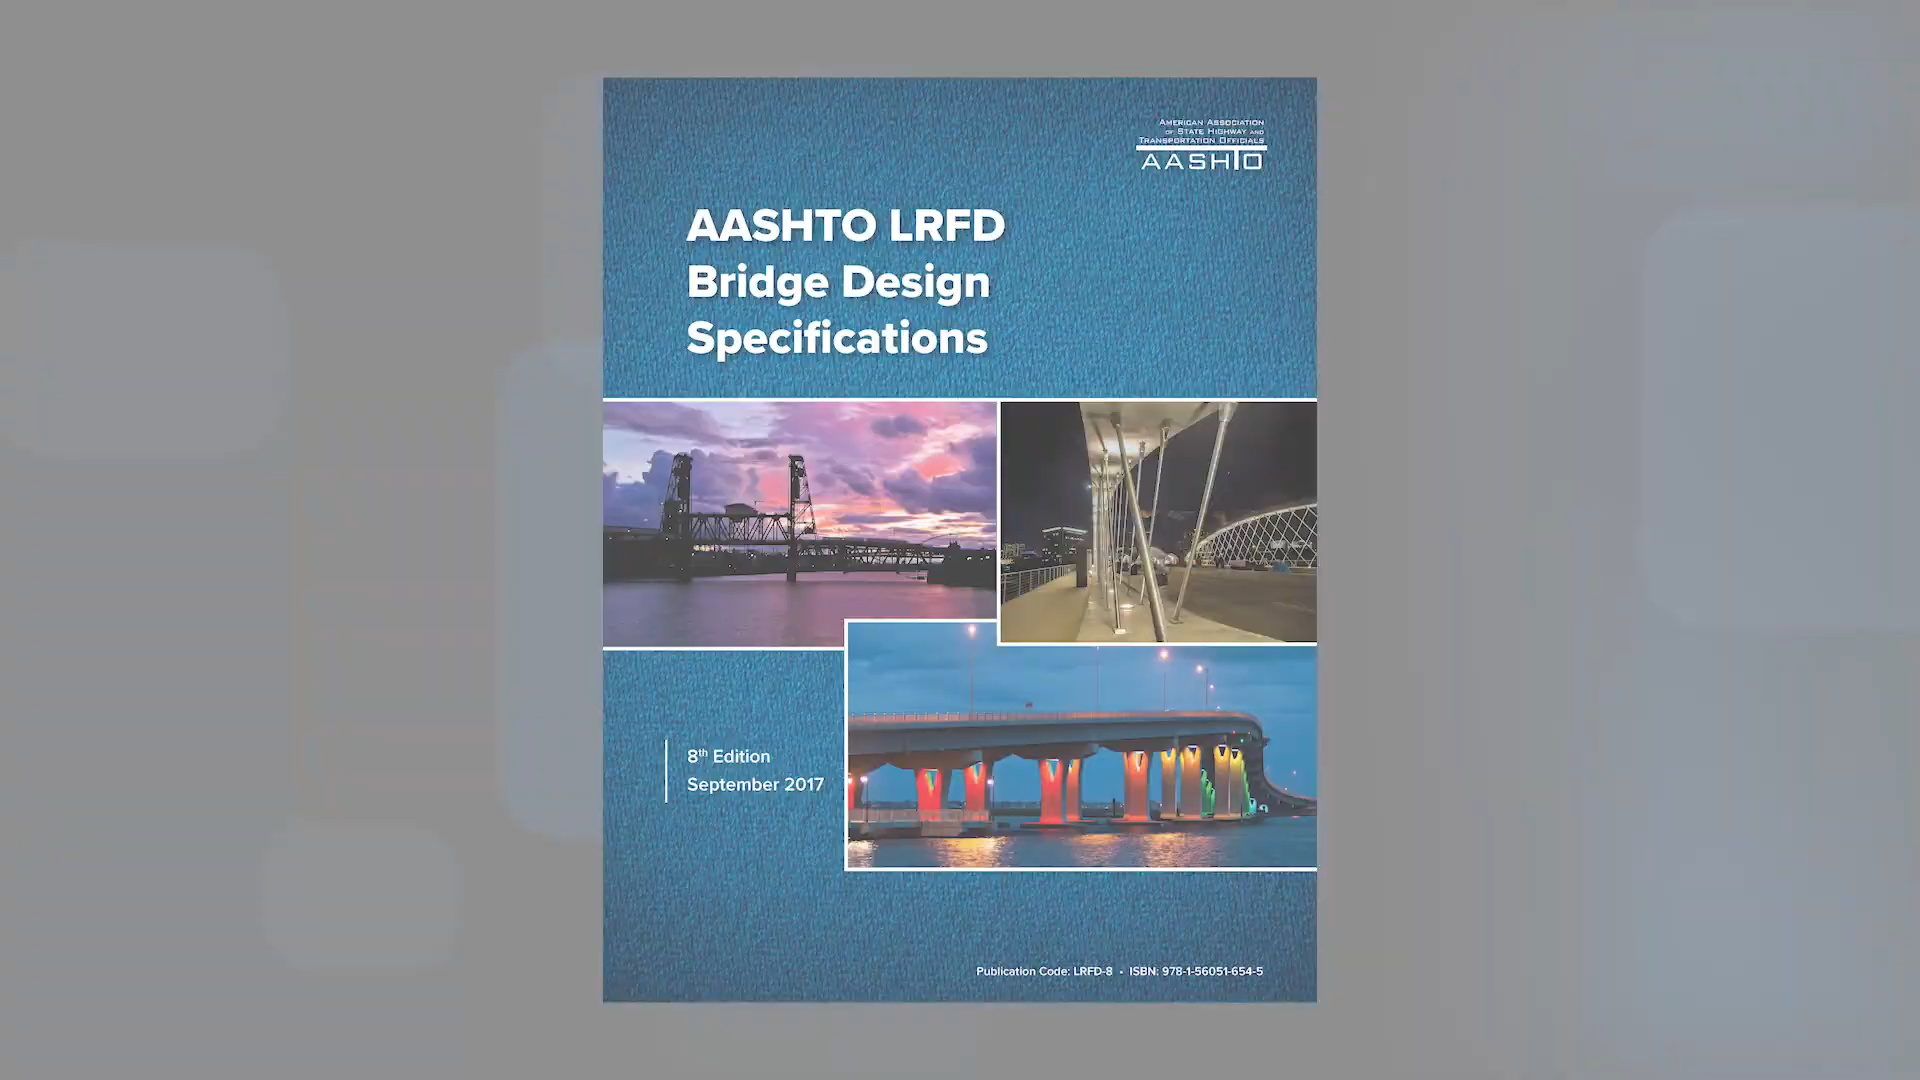 AMERICAN ASSOCIATION
OF STATE HIGHWAY AND
TRANSPORTATION OFFICIALS
AASHTO
AASHTO LRFD
Bridge Design
Specifications
8th Edition
September 2017
Publication Code: LRFD-8 • ISBN: 978-1-56051-654-5